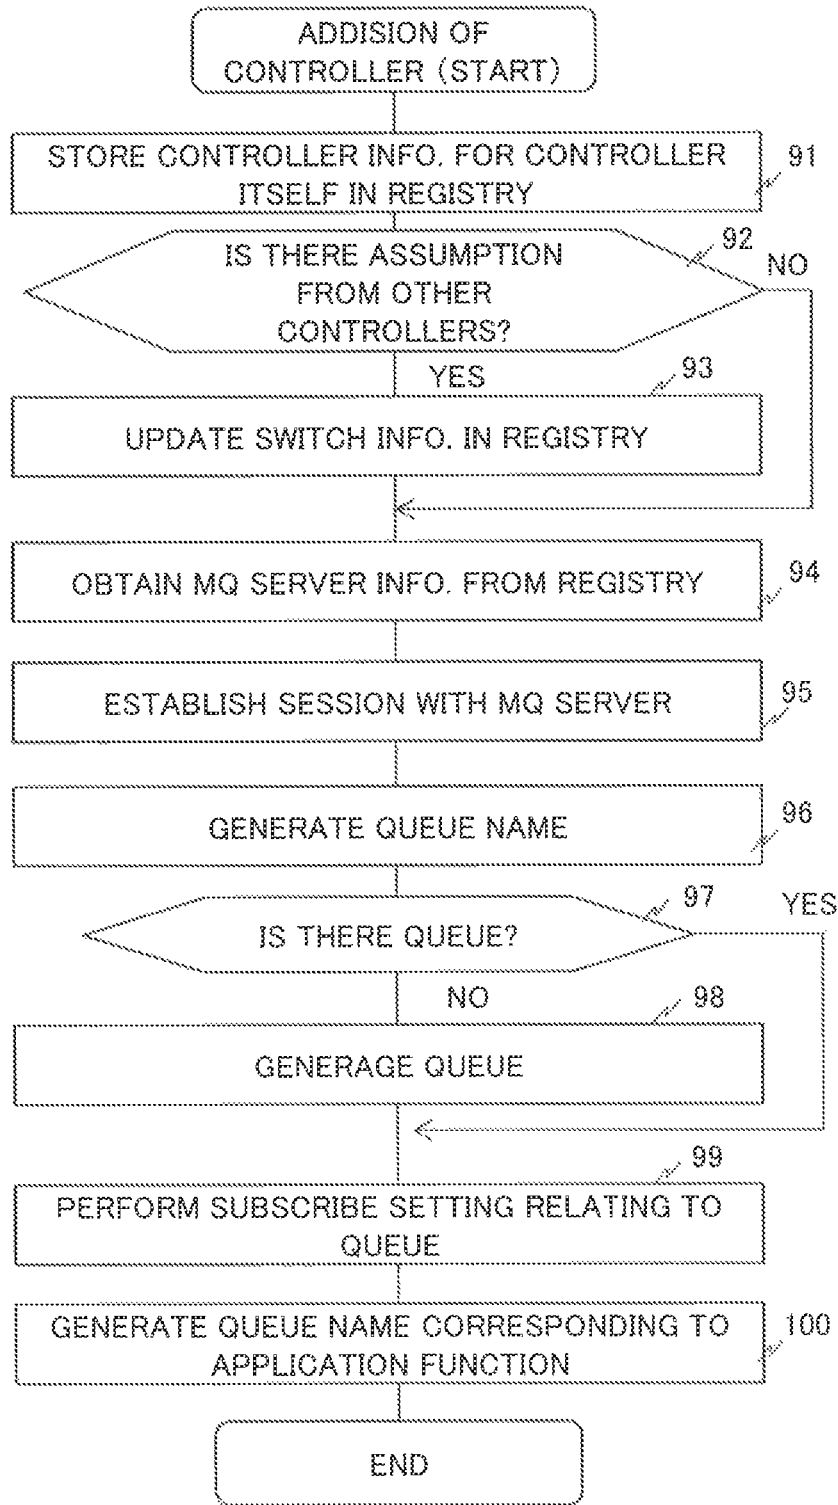 ADDISION OF
CONTROLLER (START)
STORE CONTROLLER INFO. FOR CONTROLLER
ITSELF IN REGISTRY
91
IS THERE ASSUMPTION
FROM OTHER
CONTROLLERS?
92
NO
YES
93
UPDATE SWITCH INFO. IN REGISTRY
OBTAIN MQ SERVER INFO. FROM REGISTRY
94
ESTABLISH SESSION WITH MQ SERVER
95
GENERATE QUEUE NAME
96
IS THERE QUEUE?
97
YES
NO
98
GENERAGE QUEUE
99
PERFORM SUBSCRIBE SETTING RELATING TO
QUEUE
GENERATE QUEUE NAME CORRESPONDING TO
APPLICATION FUNCTION
100
END